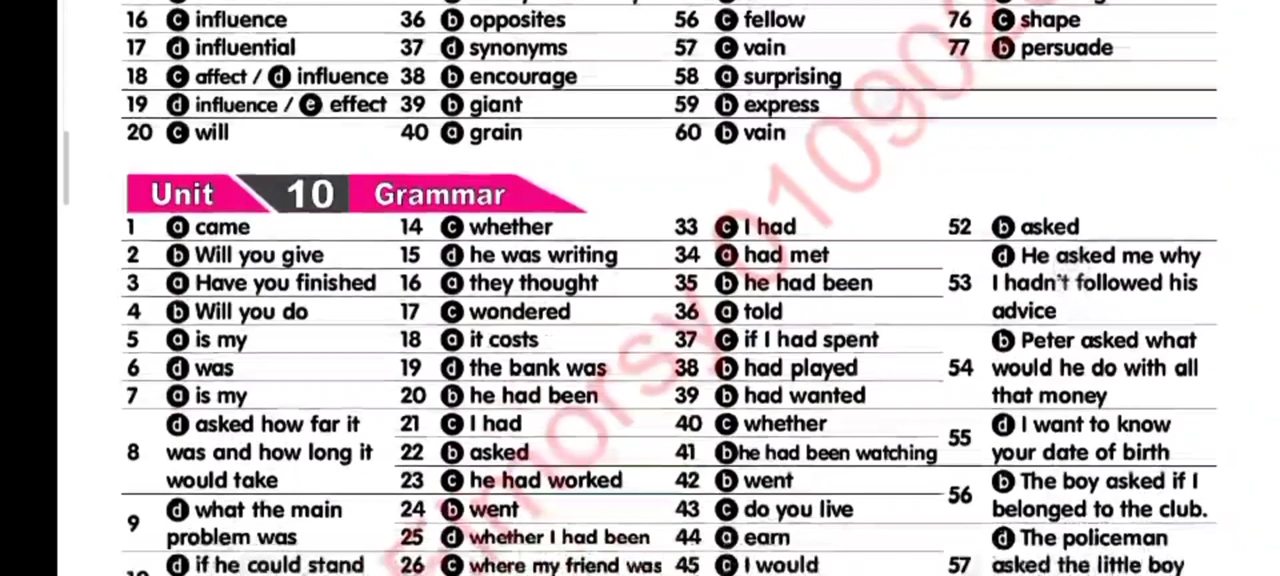 16 c influence
17 d influential
18 c affect / d influence
19 d influence / e effect
20 c will
36 b opposites
37 d synonyms
38 b encourage
39 b giant
40 a grain
56 c fellow
57 c vain
58 a surprising
59 b express
60 b vain
76 c shape
77 b persuade
Unit 10 Grammar
1 a came
2 b Will you give
3 a Have you finished
4 b Will you do
5 a is my
6 d was
7 a is my
8 d asked how far it
was and how long it
would take
9 d what the main
problem was
d if he could stand
14 c whether
15 d he was writing
16 a they thought
17 c wondered
18 a it costs
19 d the bank was
20 b he had been
21 c I had
22 b asked
23 c he had worked
24 b went
25 d whether I had been
26 c where my friend was
33 c I had
34 a had met
35 b he had been
36 a told
37 c if I had spent
38 b had played
39 b had wanted
40 c whether
41 b he had been watching
42 b went
43 c do you live
44 a earn
45 c I would
52 b asked
53 d He asked me why
I hadn't followed his
advice
54 b Peter asked what
would he do with all
that money
55 d I want to know
your date of birth
56 b The boy asked if I
belonged to the club.
57 d The policeman
asked the little boy